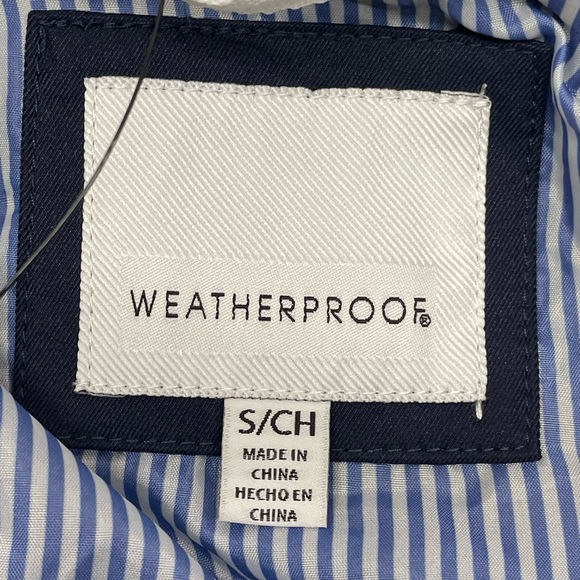 WEATHERPROOF®
S/CH
MADE IN
CHINA
HECHO EN
CHINA